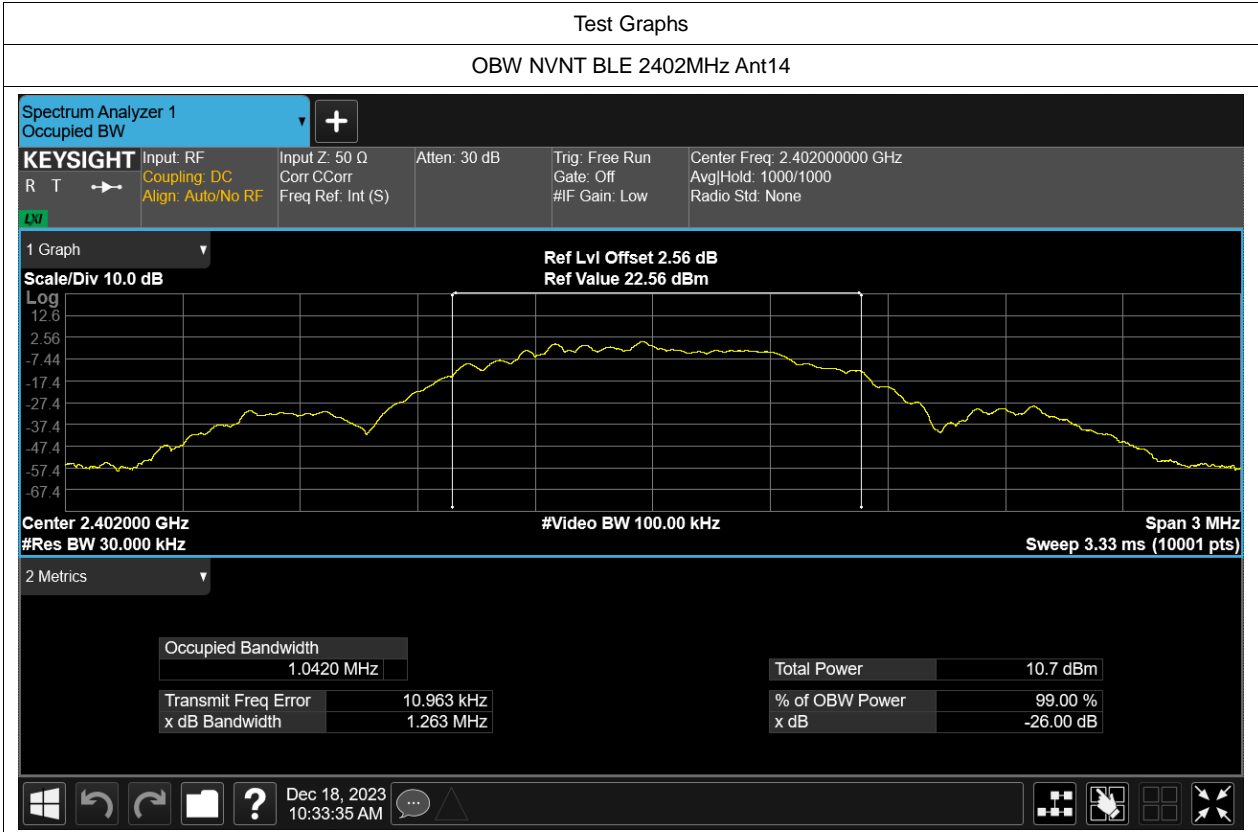 Test Graphs
OBW NVNT BLE 2402MHz Ant14
Spectrum Analyzer 1
Occupied BW
KEYSIGHT
R T
LXI
Input: RF
Coupling: DC
Align: Auto/No RF
Input Z: 50 Ω
Corr CCorr
Freq Ref: Int (S)
Atten: 30 dB
Trig: Free Run
Gate: Off
#IF Gain: Low
Center Freq: 2.402000000 GHz
Avg|Hold: 1000/1000
Radio Std: None
1 Graph
Scale/Div 10.0 dB
Ref Lvl Offset 2.56 dB
Ref Value 22.56 dBm
Log
12.6
2.56
-7.44
-17.4
-27.4
-37.4
-47.4
-57.4
-67.4
Center 2.402000 GHz
#Res BW 30.000 kHz
#Video BW 100.00 kHz
Span 3 MHz
Sweep 3.33 ms (10001 pts)
2 Metrics
Occupied Bandwidth
1.0420 MHz
Total Power 10.7 dBm
Transmit Freq Error 10.963 kHz
% of OBW Power 99.00 %
x dB Bandwidth 1.263 MHz
x dB -26.00 dB
?
Dec 18, 2023
10:33:35 AM